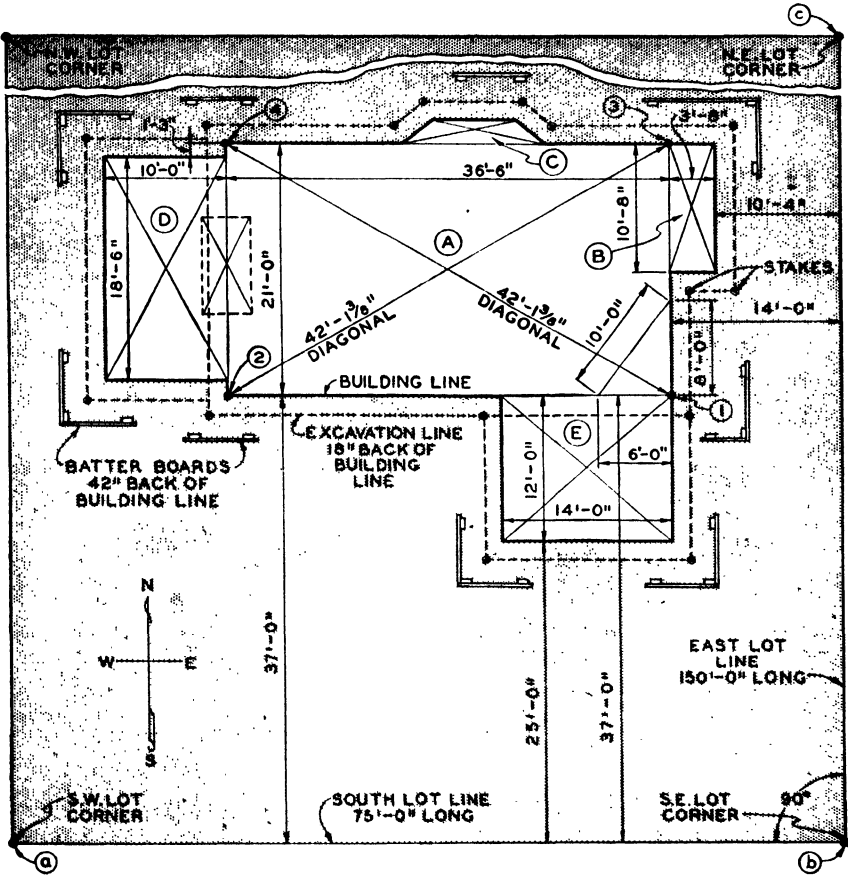 c
N.W. LOT
CORNER
N.E. LOT
CORNER
1'-3"
4
3
3'-8"
C
10'-0"
36'-6"
D
10'-8"
10'-4"
A
B
18'-6"
21'-0"
STAKES
42'-1 3/8"
DIAGONAL
42'-1 3/8"
DIAGONAL
10'-0"
14'-0"
8'-0"
2
BUILDING LINE
1
E
EXCAVATION LINE
18" BACK OF
BUILDING
LINE
BATTER BOARDS
42" BACK OF
BUILDING LINE
12'-0"
6'-0"
14'-0"
N
W
E
S
37'-0"
25'-0"
37'-0"
EAST LOT
LINE
150'-0" LONG
S.W. LOT
CORNER
SOUTH LOT LINE
75'-0" LONG
S.E. LOT
CORNER
90°
a
b